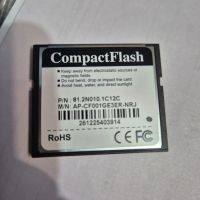 CompactFlash
• Keep away from electrostatic sources or
magnetic fields
• Do not bend, drop or impact the card
• Avoid heat, water, and direct sunlight
P/N : 81.2N010.1C12C
M/N: AP-CF001GE3ER-NRJ
261225403914
RoHS
FC CE